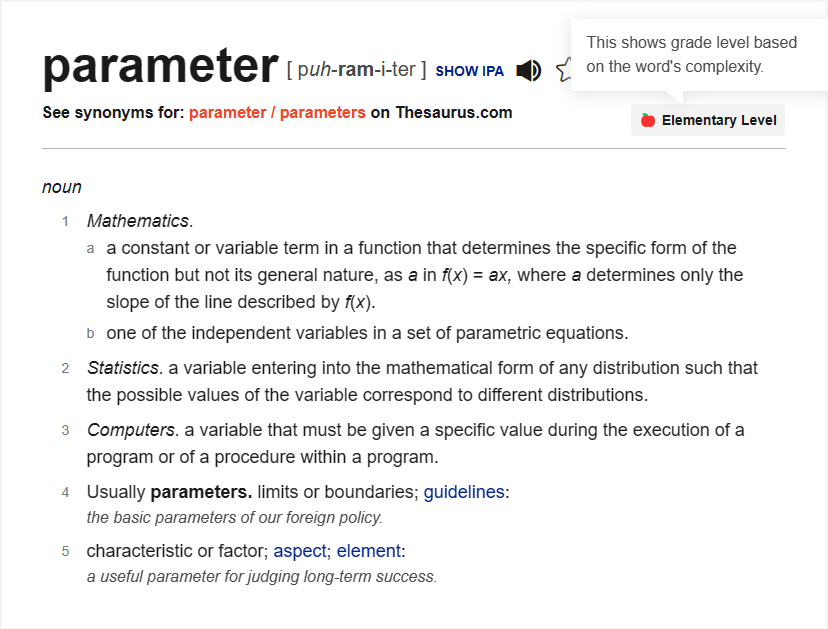 parameter [ puh-ram-i-ter ] SHOW IPA
This shows grade level based
on the word's complexity.
See synonyms for: parameter / parameters on Thesaurus.com
Elementary Level
noun
1 Mathematics.
a a constant or variable term in a function that determines the specific form of the
function but not its general nature, as a in f(x) = ax, where a determines only the
slope of the line described by f(x).
b one of the independent variables in a set of parametric equations.
2 Statistics. a variable entering into the mathematical form of any distribution such that
the possible values of the variable correspond to different distributions.
3 Computers. a variable that must be given a specific value during the execution of a
program or of a procedure within a program.
4 Usually parameters. limits or boundaries; guidelines:
the basic parameters of our foreign policy.
5 characteristic or factor; aspect; element:
a useful parameter for judging long-term success.